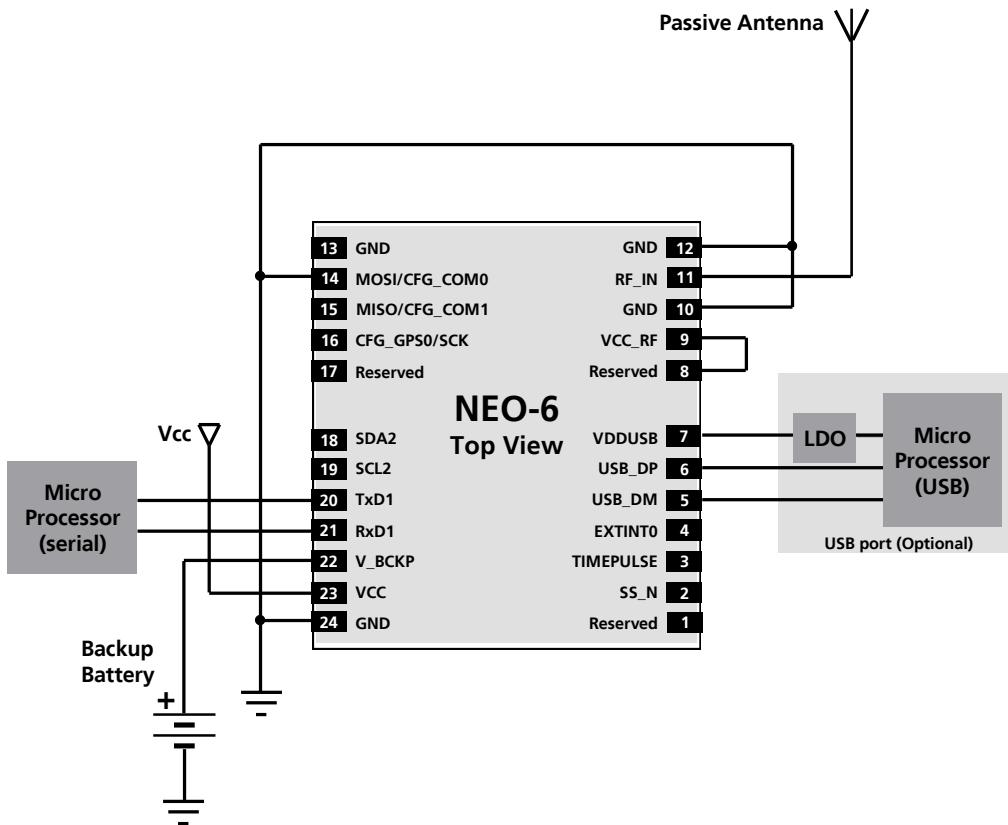 Passive Antenna
13 GND
14 MOSI/CFG_COM0
15 MISO/CFG_COM1
16 CFG_GPS0/SCK
17 Reserved
18 SDA2
19 SCL2
20 TxD1
21 RxD1
22 V_BCKP
23 VCC
24 GND
NEO-6
Top View
GND 12
RF_IN 11
GND 10
VCC_RF 9
Reserved 8
VDDUSB 7
USB_DP 6
USB_DM 5
EXTINT0 4
TIMEPULSE 3
SS_N 2
Reserved 1
Vcc
Micro
Processor
(serial)
Backup
Battery
+
LDO
Micro
Processor
(USB)
USB port (Optional)